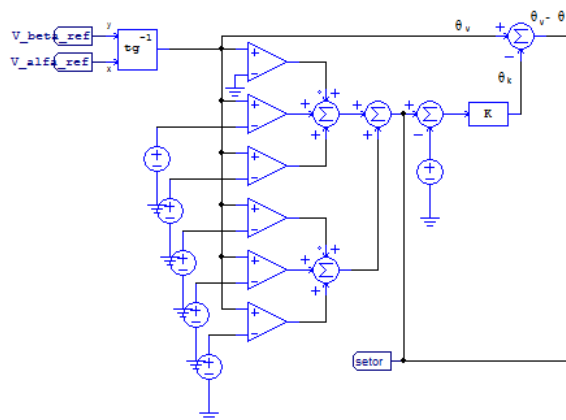 V_beta_ref
y
-1
tg
V_alfa_ref
x
θv
θv- θ
θk
K
setor